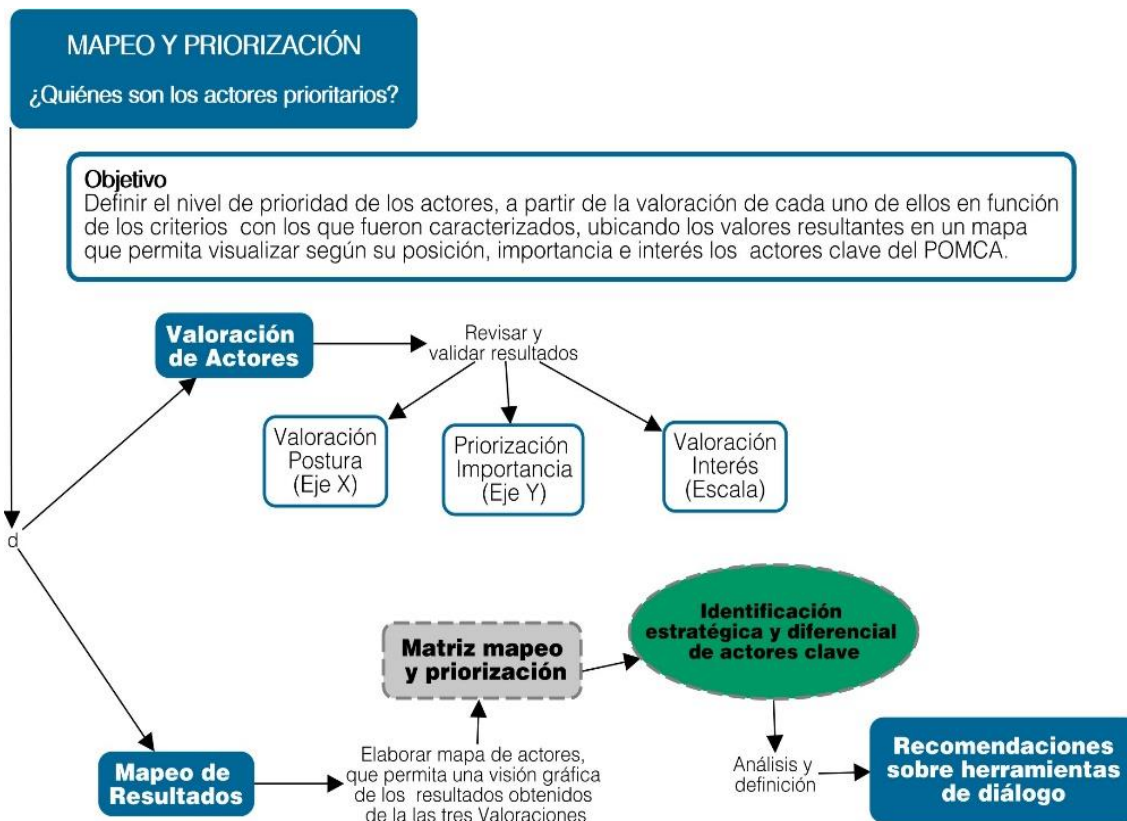 MAPEO Y PRIORIZACIÓN
¿Quiénes son los actores prioritarios?
Objetivo
Definir el nivel de prioridad de los actores, a partir de la valoración de cada uno de ellos en función
de los criterios con los que fueron caracterizados, ubicando los valores resultantes en un mapa
que permita visualizar según su posición, importancia e interés los actores clave del POMCA.
Valoración
de Actores
Revisar y
validar resultados
Valoración
Postura
(Eje X)
Priorización
Importancia
(Eje Y)
Valoración
Interés
(Escala)
d
Identificación
estratégica y diferencial
de actores clave
Matriz mapeo
y priorización
Mapeo de
Resultados
Elaborar mapa de actores,
que permita una visión gráfica
de los resultados obtenidos
de la las tres Valoraciones
Análisis y
definición
Recomendaciones
sobre herramientas
de diálogo